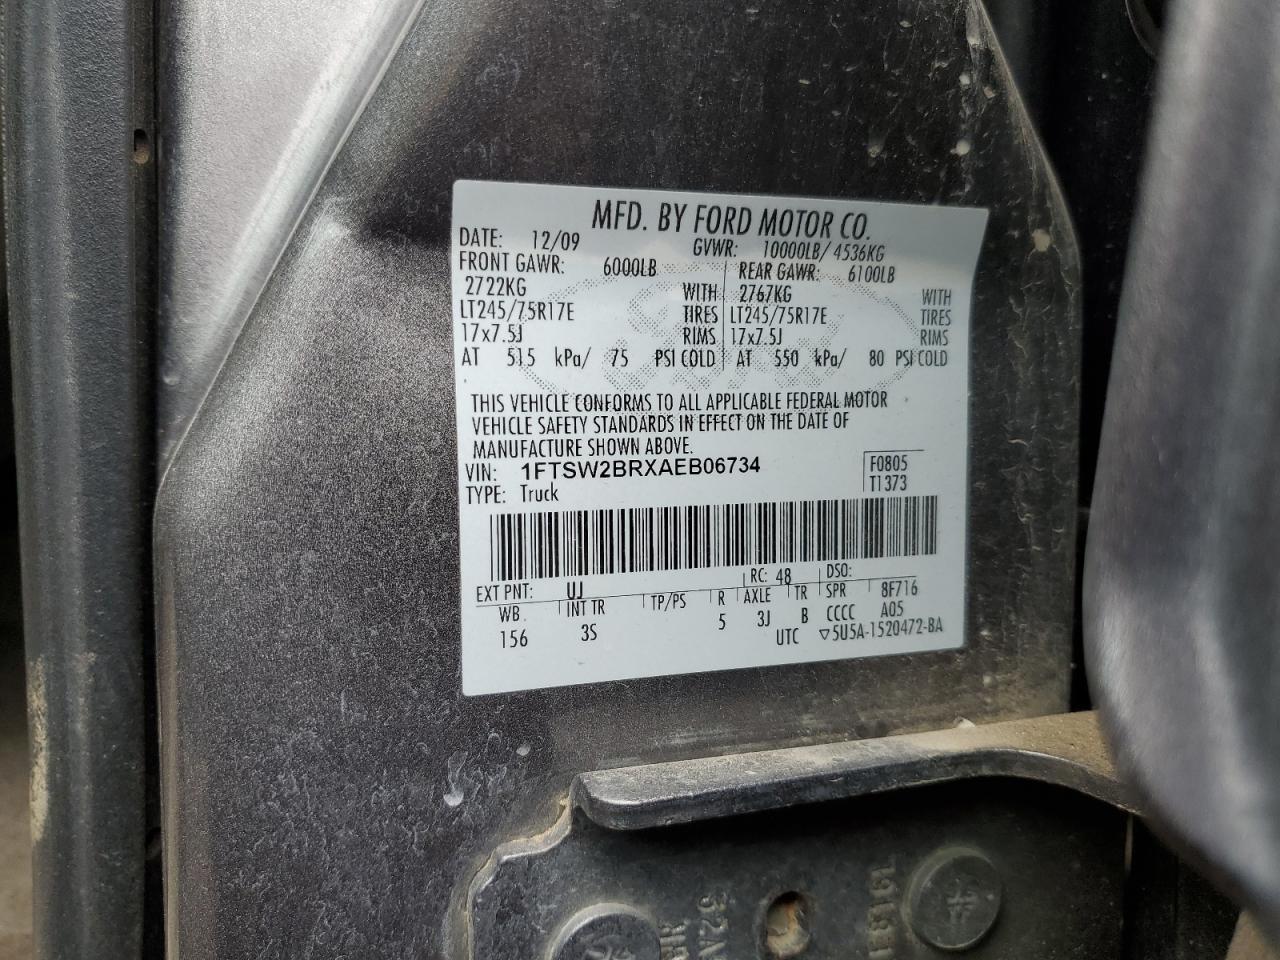 MFD. BY FORD MOTOR CO.
DATE: 12/09 GVWR: 10000LB/ 4536KG
FRONT GAWR: 6000LB REAR GAWR: 6100LB
2722KG WITH 2767KG WITH
LT245/75R17E TIRES LT245/75R17E TIRES
17x7.5J RIMS 17x7.5J RIMS
AT 515 kPa/ 75 PSI COLD AT 550 kPa/ 80 PSI COLD
THIS VEHICLE CONFORMS TO ALL APPLICABLE FEDERAL MOTOR
VEHICLE SAFETY STANDARDS IN EFFECT ON THE DATE OF
MANUFACTURE SHOWN ABOVE.
VIN: 1FTSW2BRXAEB06734 F0805
TYPE: Truck T1373
EXT PNT: UJ RC: 48 DSO:
WB INT TR TP/PS R AXLE TR SPR 8F716
156 3S 5 3J B CCCC A05
UTC ▽5U5A-1520472-BA